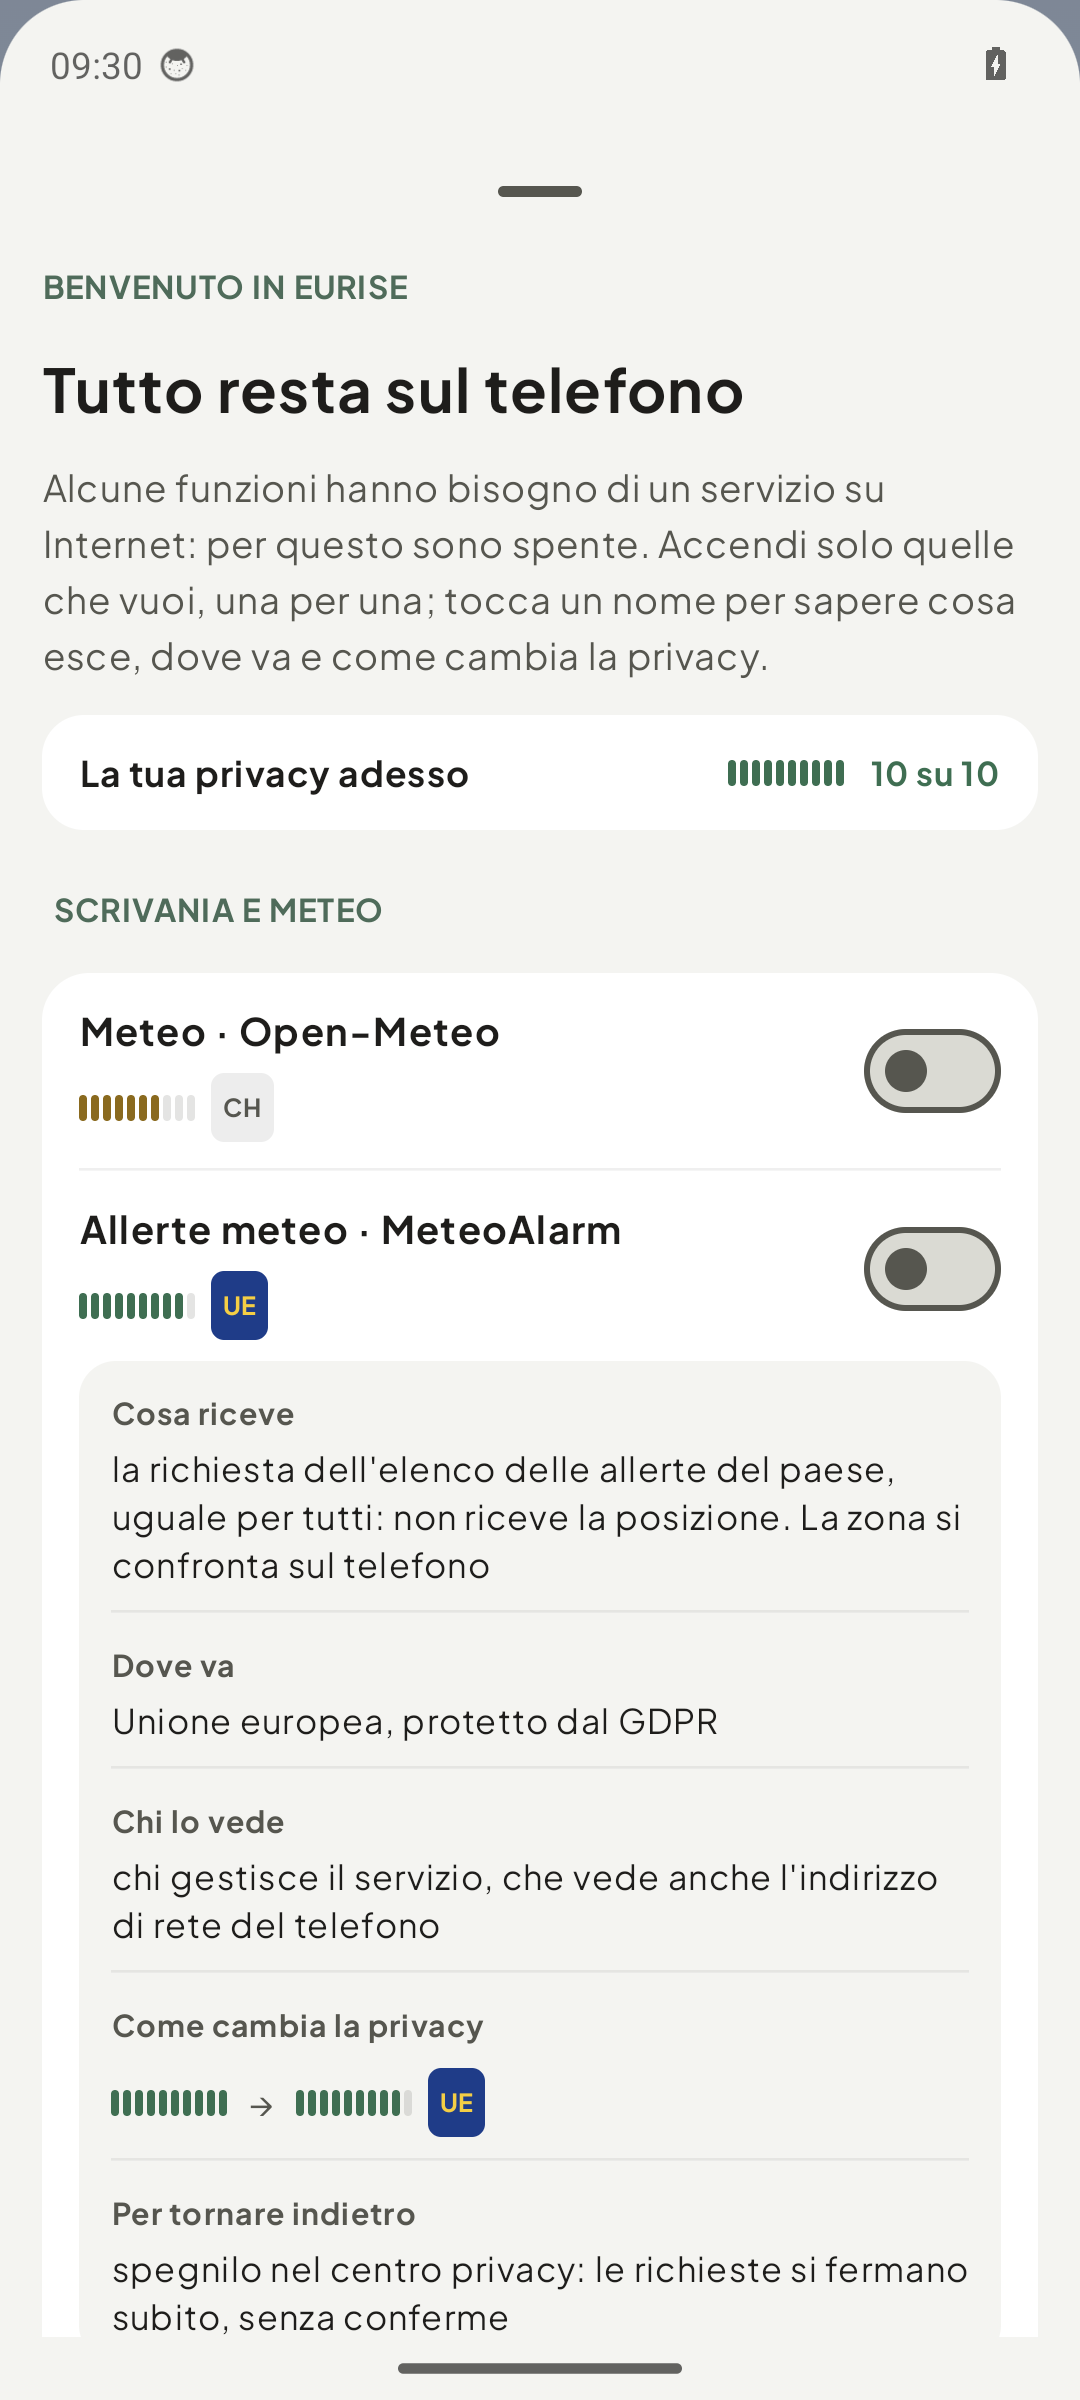 09:30
BENVENUTO IN EURISE
Tutto resta sul telefono
Alcune funzioni hanno bisogno di un servizio su
Internet: per questo sono spente. Accendi solo quelle
che vuoi, una per una; tocca un nome per sapere cosa
esce, dove va e come cambia la privacy.
La tua privacy adesso
10 su 10
SCRIVANIA E METEO
Meteo · Open-Meteo
CH
Allerte meteo · MeteoAlarm
UE
Cosa riceve
la richiesta dell'elenco delle allerte del paese,
uguale per tutti: non riceve la posizione. La zona si
confronta sul telefono
Dove va
Unione europea, protetto dal GDPR
Chi lo vede
chi gestisce il servizio, che vede anche l'indirizzo
di rete del telefono
Come cambia la privacy
→ UE
Per tornare indietro
spegnilo nel centro privacy: le richieste si fermano
subito, senza conferme